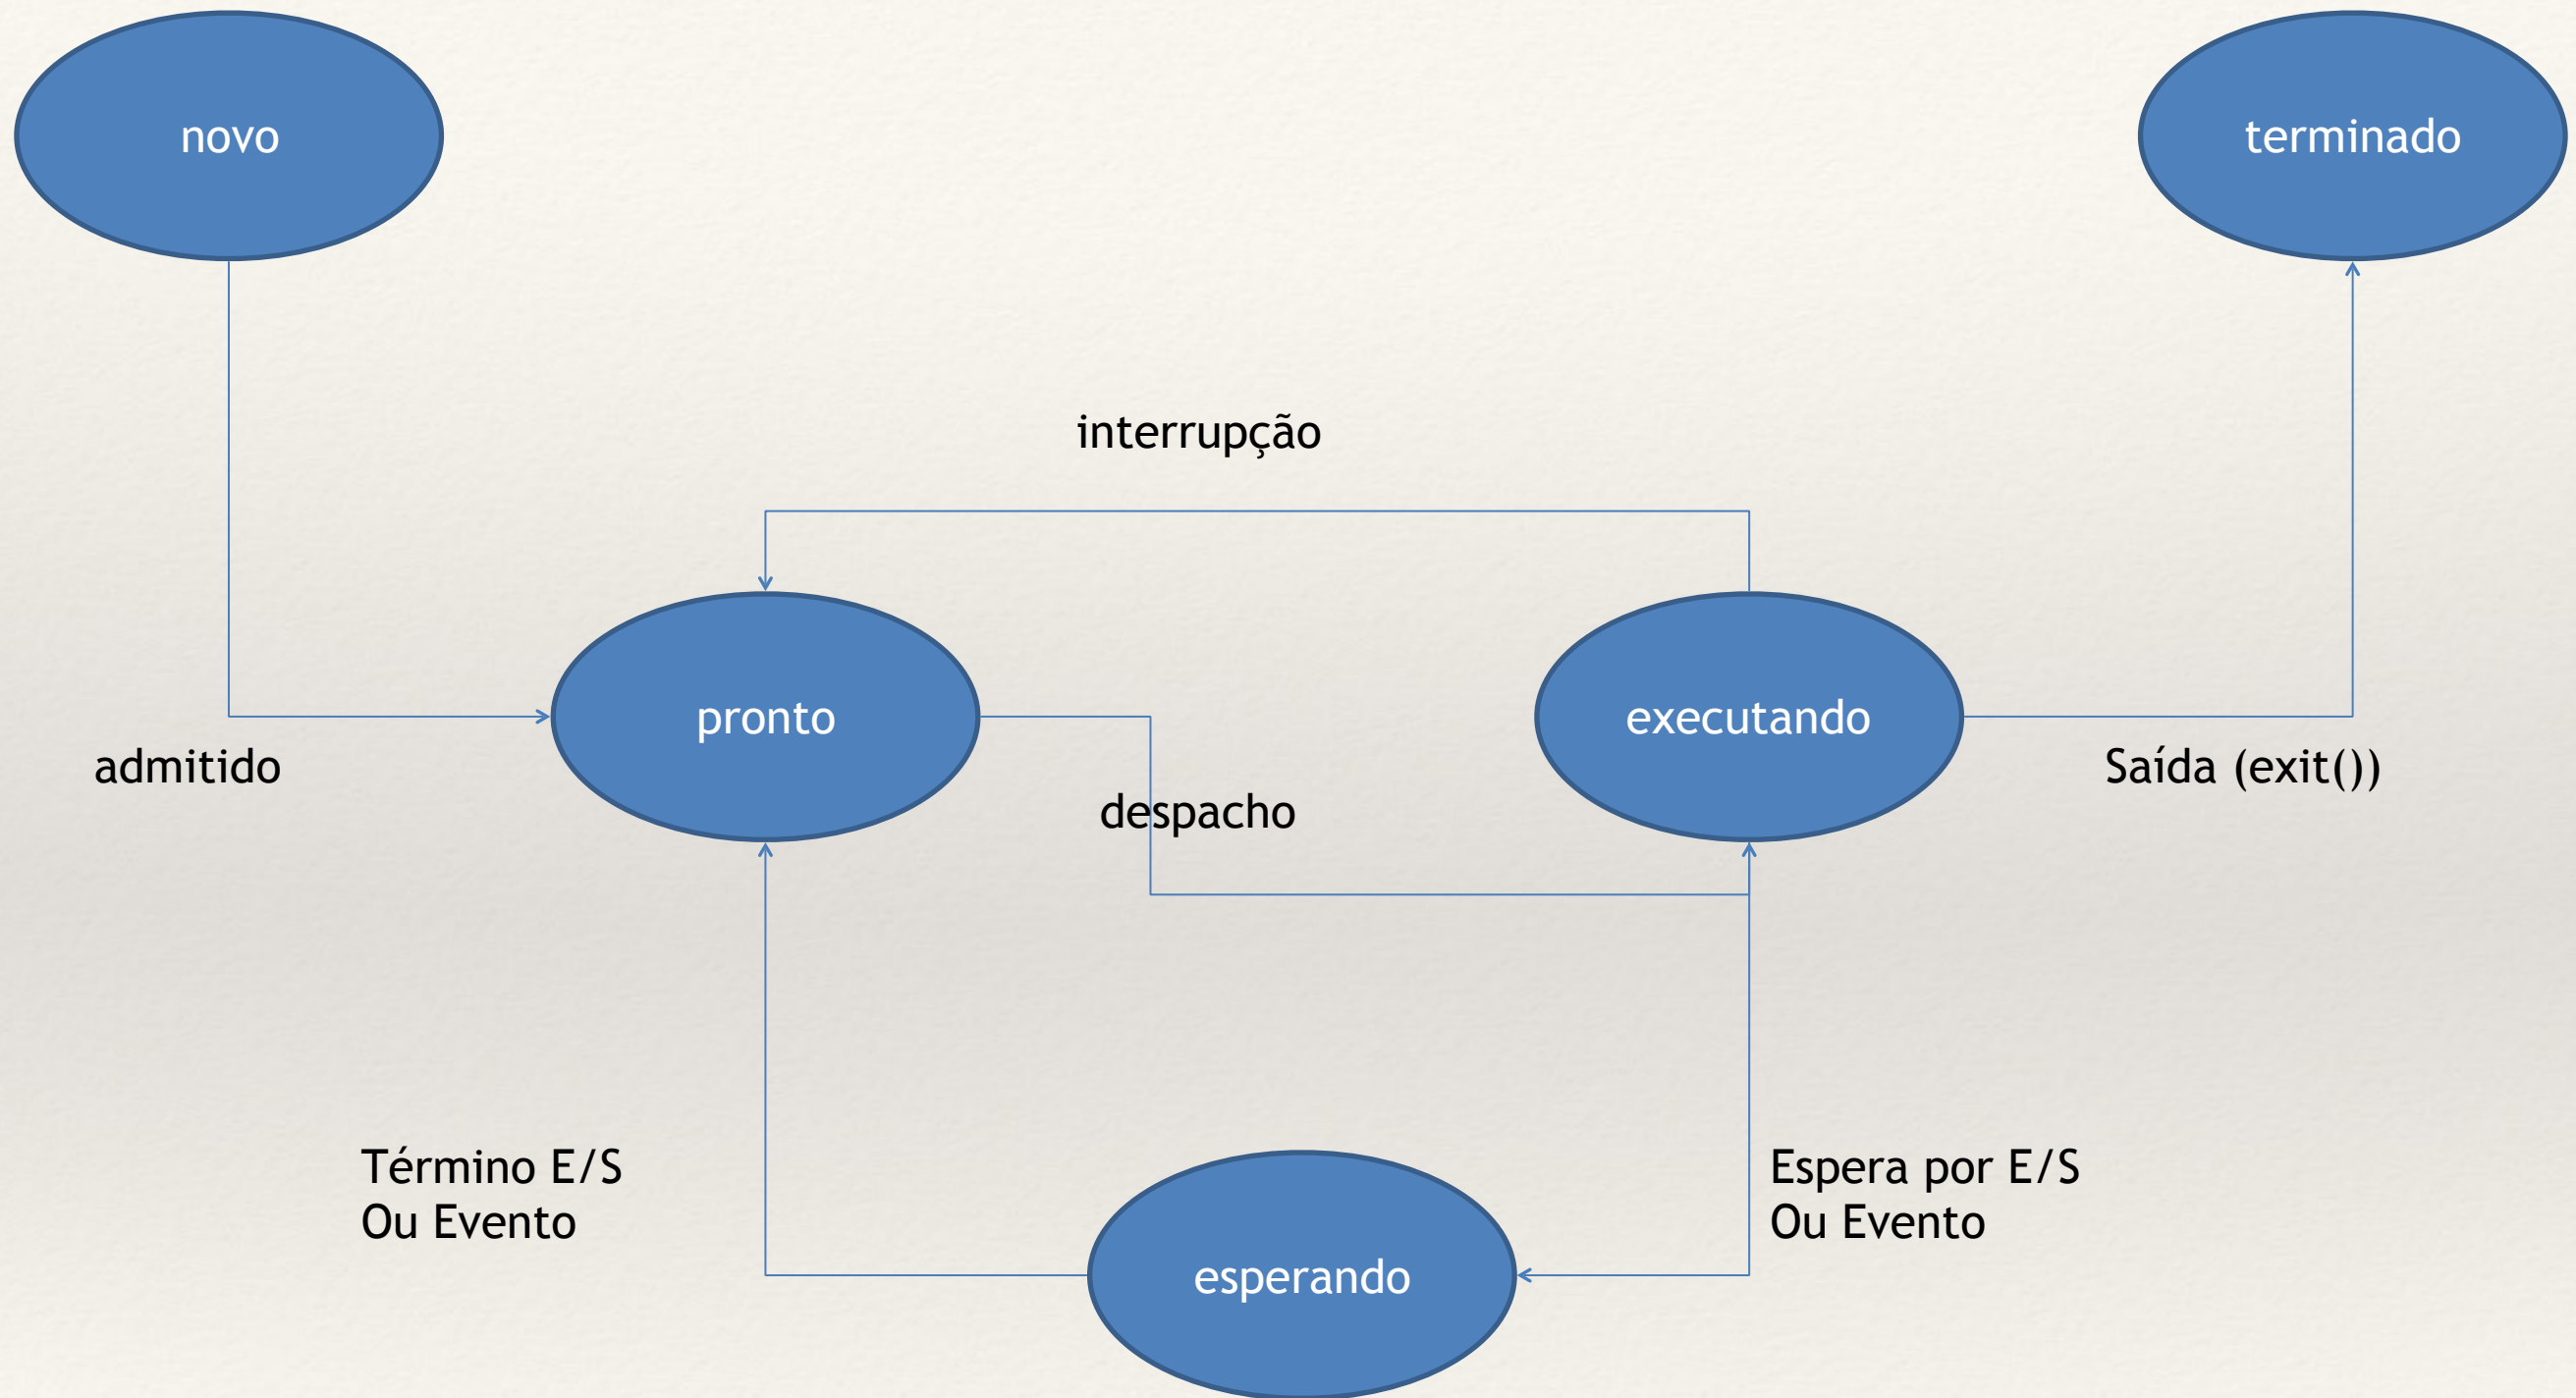 novo
terminado
interrupção
pronto
executando
admitido
Saída (exit())
despacho
Término E/S
Ou Evento
Espera por E/S
Ou Evento
esperando